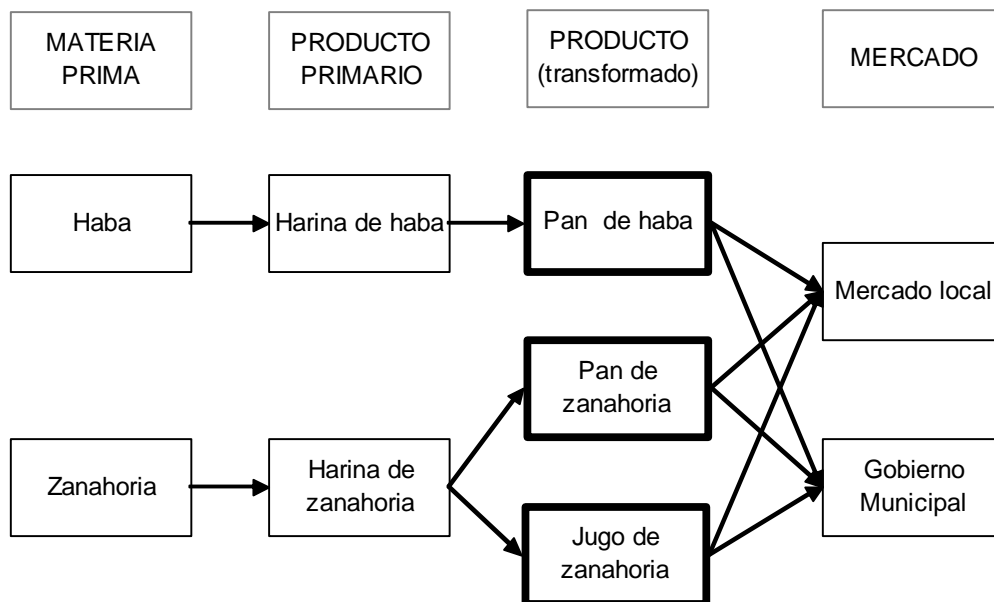 MATERIA
PRIMA
PRODUCTO
PRIMARIO
PRODUCTO
(transformado)
MERCADO
Haba
Harina de haba
Pan de haba
Mercado local
Pan de
zanahoria
Zanahoria
Harina de
zanahoria
Gobierno
Municipal
Jugo de
zanahoria